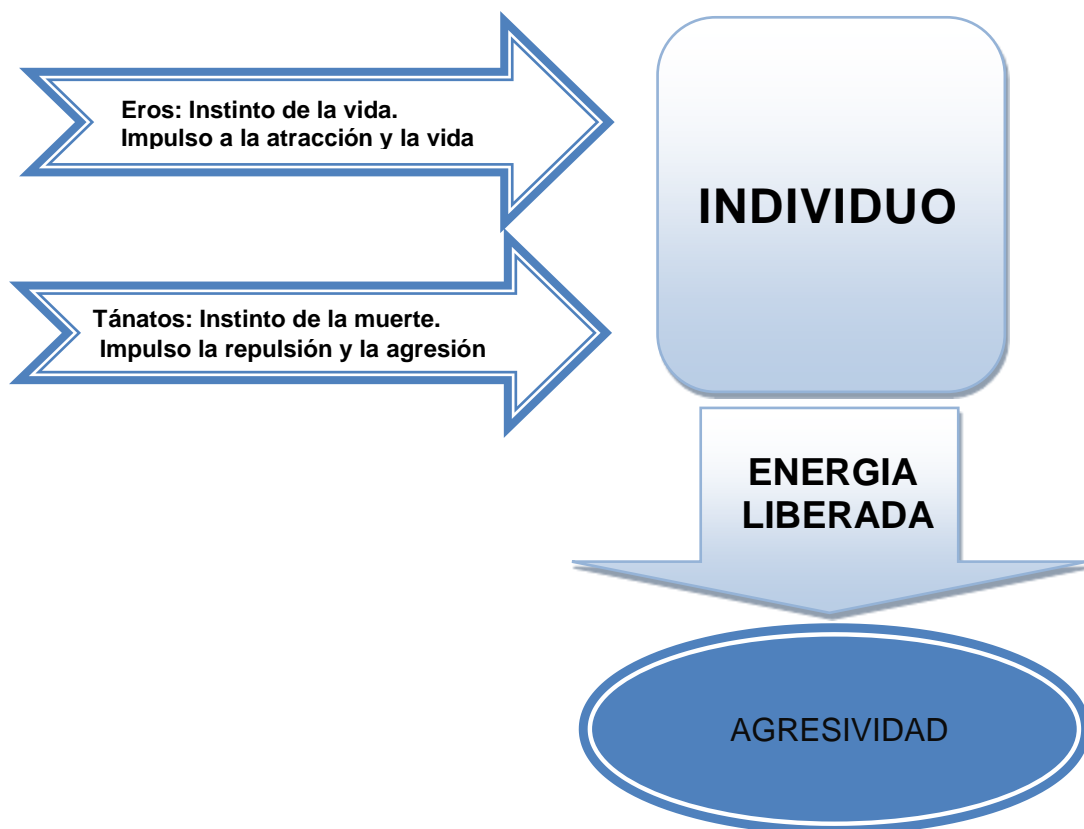 Eros: Instinto de la vida.
Impulso a la atracción y la vida
INDIVIDUO
Tánatos: Instinto de la muerte.
Impulso la repulsión y la agresión
ENERGIA
LIBERADA
AGRESIVIDAD